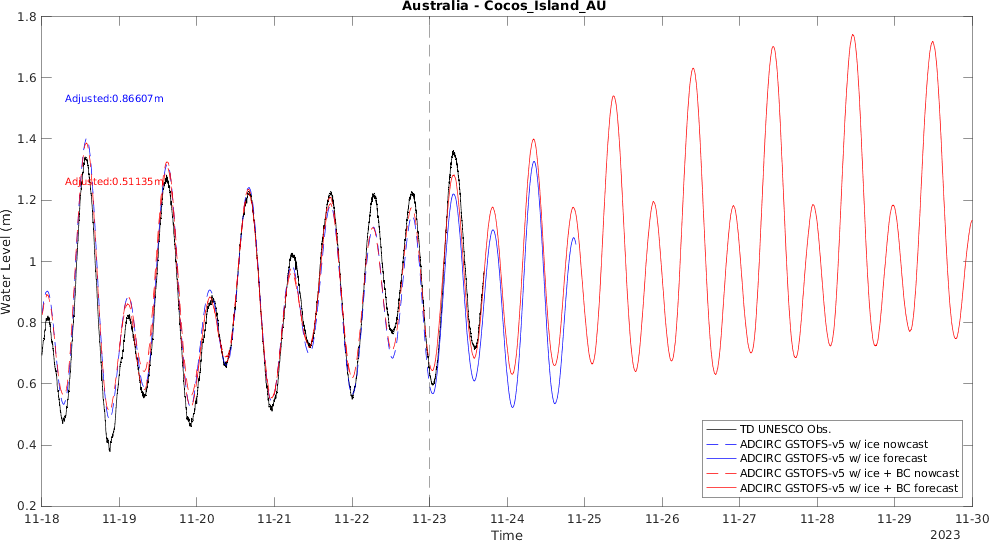 Australia - Cocos_Island_AU
Water Level (m)
1.8
1.6
1.4
1.2
1
0.8
0.6
0.4
0.2
Adjusted:0.86607m
Adjusted:0.51135m
TD UNESCO Obs.
ADCIRC GSTOFS-v5 w/ ice nowcast
ADCIRC GSTOFS-v5 w/ ice forecast
ADCIRC GSTOFS-v5 w/ ice + BC nowcast
ADCIRC GSTOFS-v5 w/ ice + BC forecast
11-18 11-19 11-20 11-21 11-22 11-23 11-24 11-25 11-26 11-27 11-28 11-29 11-30
Time
2023